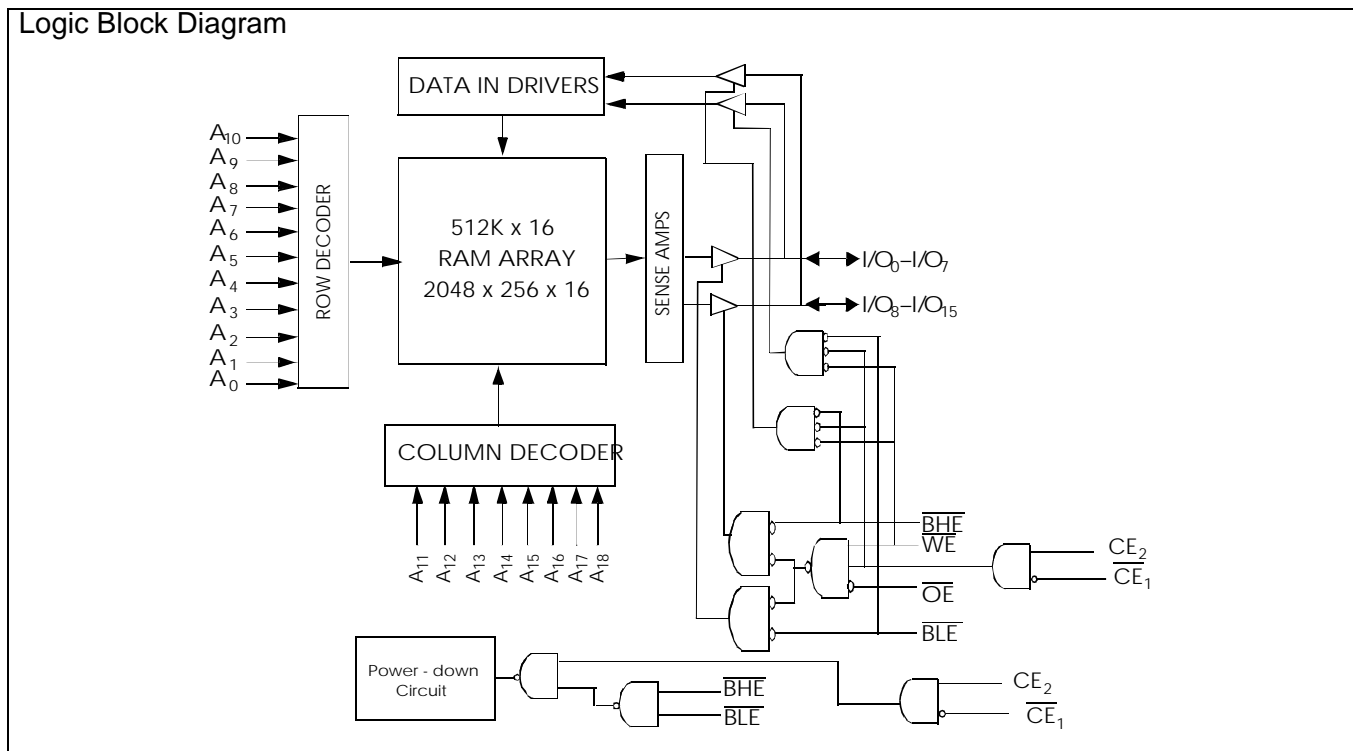 Logic Block Diagram
DATA IN DRIVERS
A10
A9
A8
A7
A6
A5
A4
A3
A2
A1
A0
ROW DECODER
512K x 16
RAM ARRAY
2048 x 256 x 16
SENSE AMPS
I/O0–I/O7
I/O8–I/O15
COLUMN DECODER
A11
A12
A13
A14
A15
A16
A17
A18
BHE
WE
OE
BLE
CE2
CE1
Power - down
Circuit
BHE
BLE
CE2
CE1